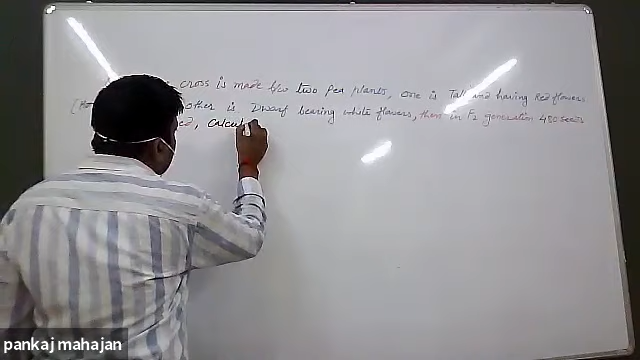 cross is made b/w two pea plants, one is Tall and having Red flowers
other is Dwarf bearing white flowers, then in F2 generation 480 seeds
ed, calcul
pankaj mahajan